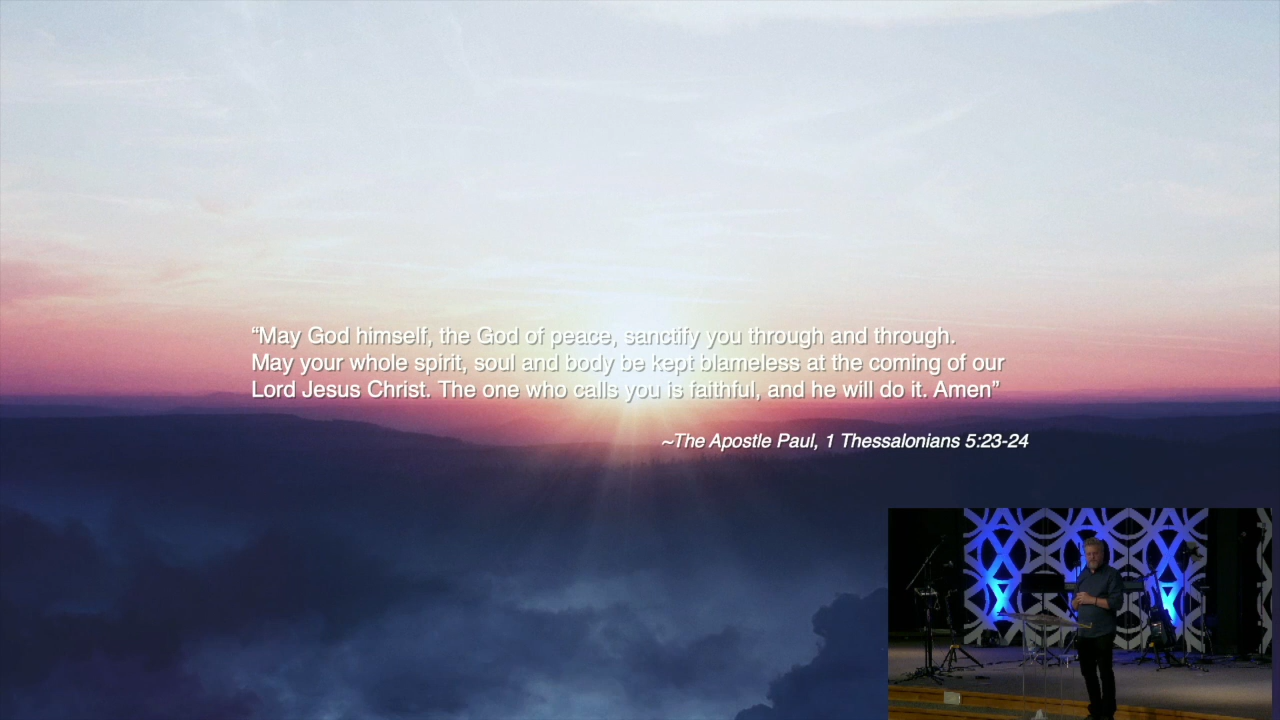 “May God himself, the God of peace, sanctify you through and through.
May your whole spirit, soul and body be kept blameless at the coming of our
Lord Jesus Christ. The one who calls you is faithful, and he will do it. Amen”
~The Apostle Paul, 1 Thessalonians 5:23-24